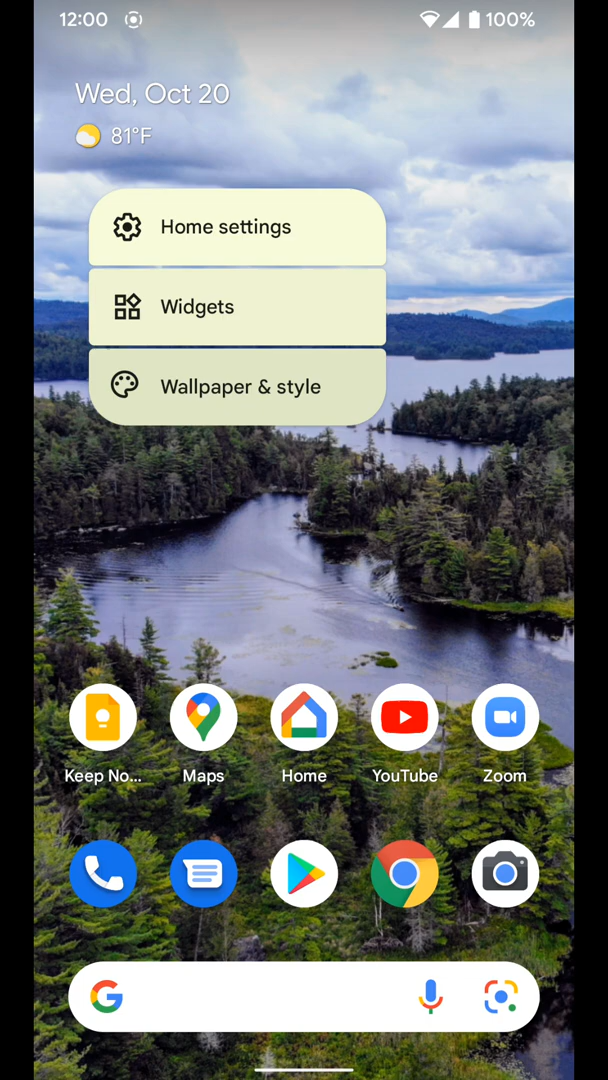 12:00 100%
Wed, Oct 20
81°F
Home settings
Widgets
Wallpaper & style
Keep No... Maps Home YouTube Zoom
G